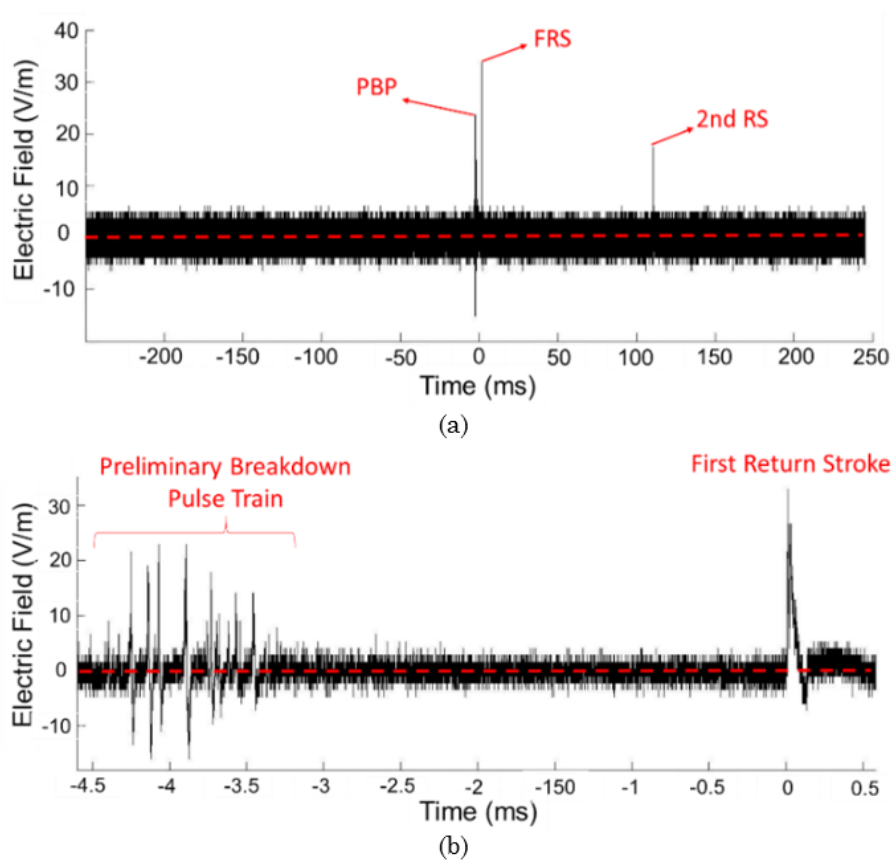 40
FRS
30
PBP
20
2nd RS
10
0
-10
Electric Field (V/m)
-200 -150 -100 -50 0 50 100 150 200 250
Time (ms)
(a)
Preliminary Breakdown
Pulse Train
First Return Stroke
30
20
10
0
-10
Electric Field (V/m)
-4.5 -4 -3.5 -3 -2.5 -2 -150 -1 -0.5 0 0.5
Time (ms)
(b)